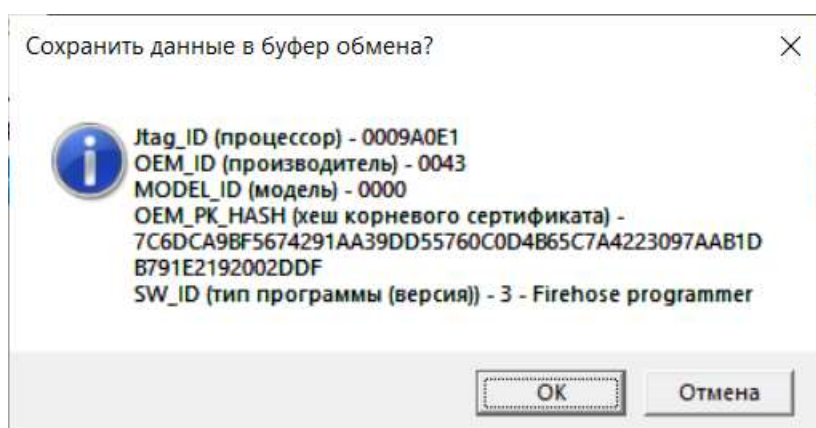 Сохранить данные в буфер обмена?
Jtag_ID (процессор) - 0009A0E1
OEM_ID (производитель) - 0043
MODEL_ID (модель) - 0000
OEM_PK_HASH (хеш корневого сертификата) -
7C6DCA9BF5674291AA39DD55760C0D4B65C7A4223097AAB1D
B791E2192002DDF
SW_ID (тип программы (версия)) - 3 - Firehose programmer
OK
Отмена